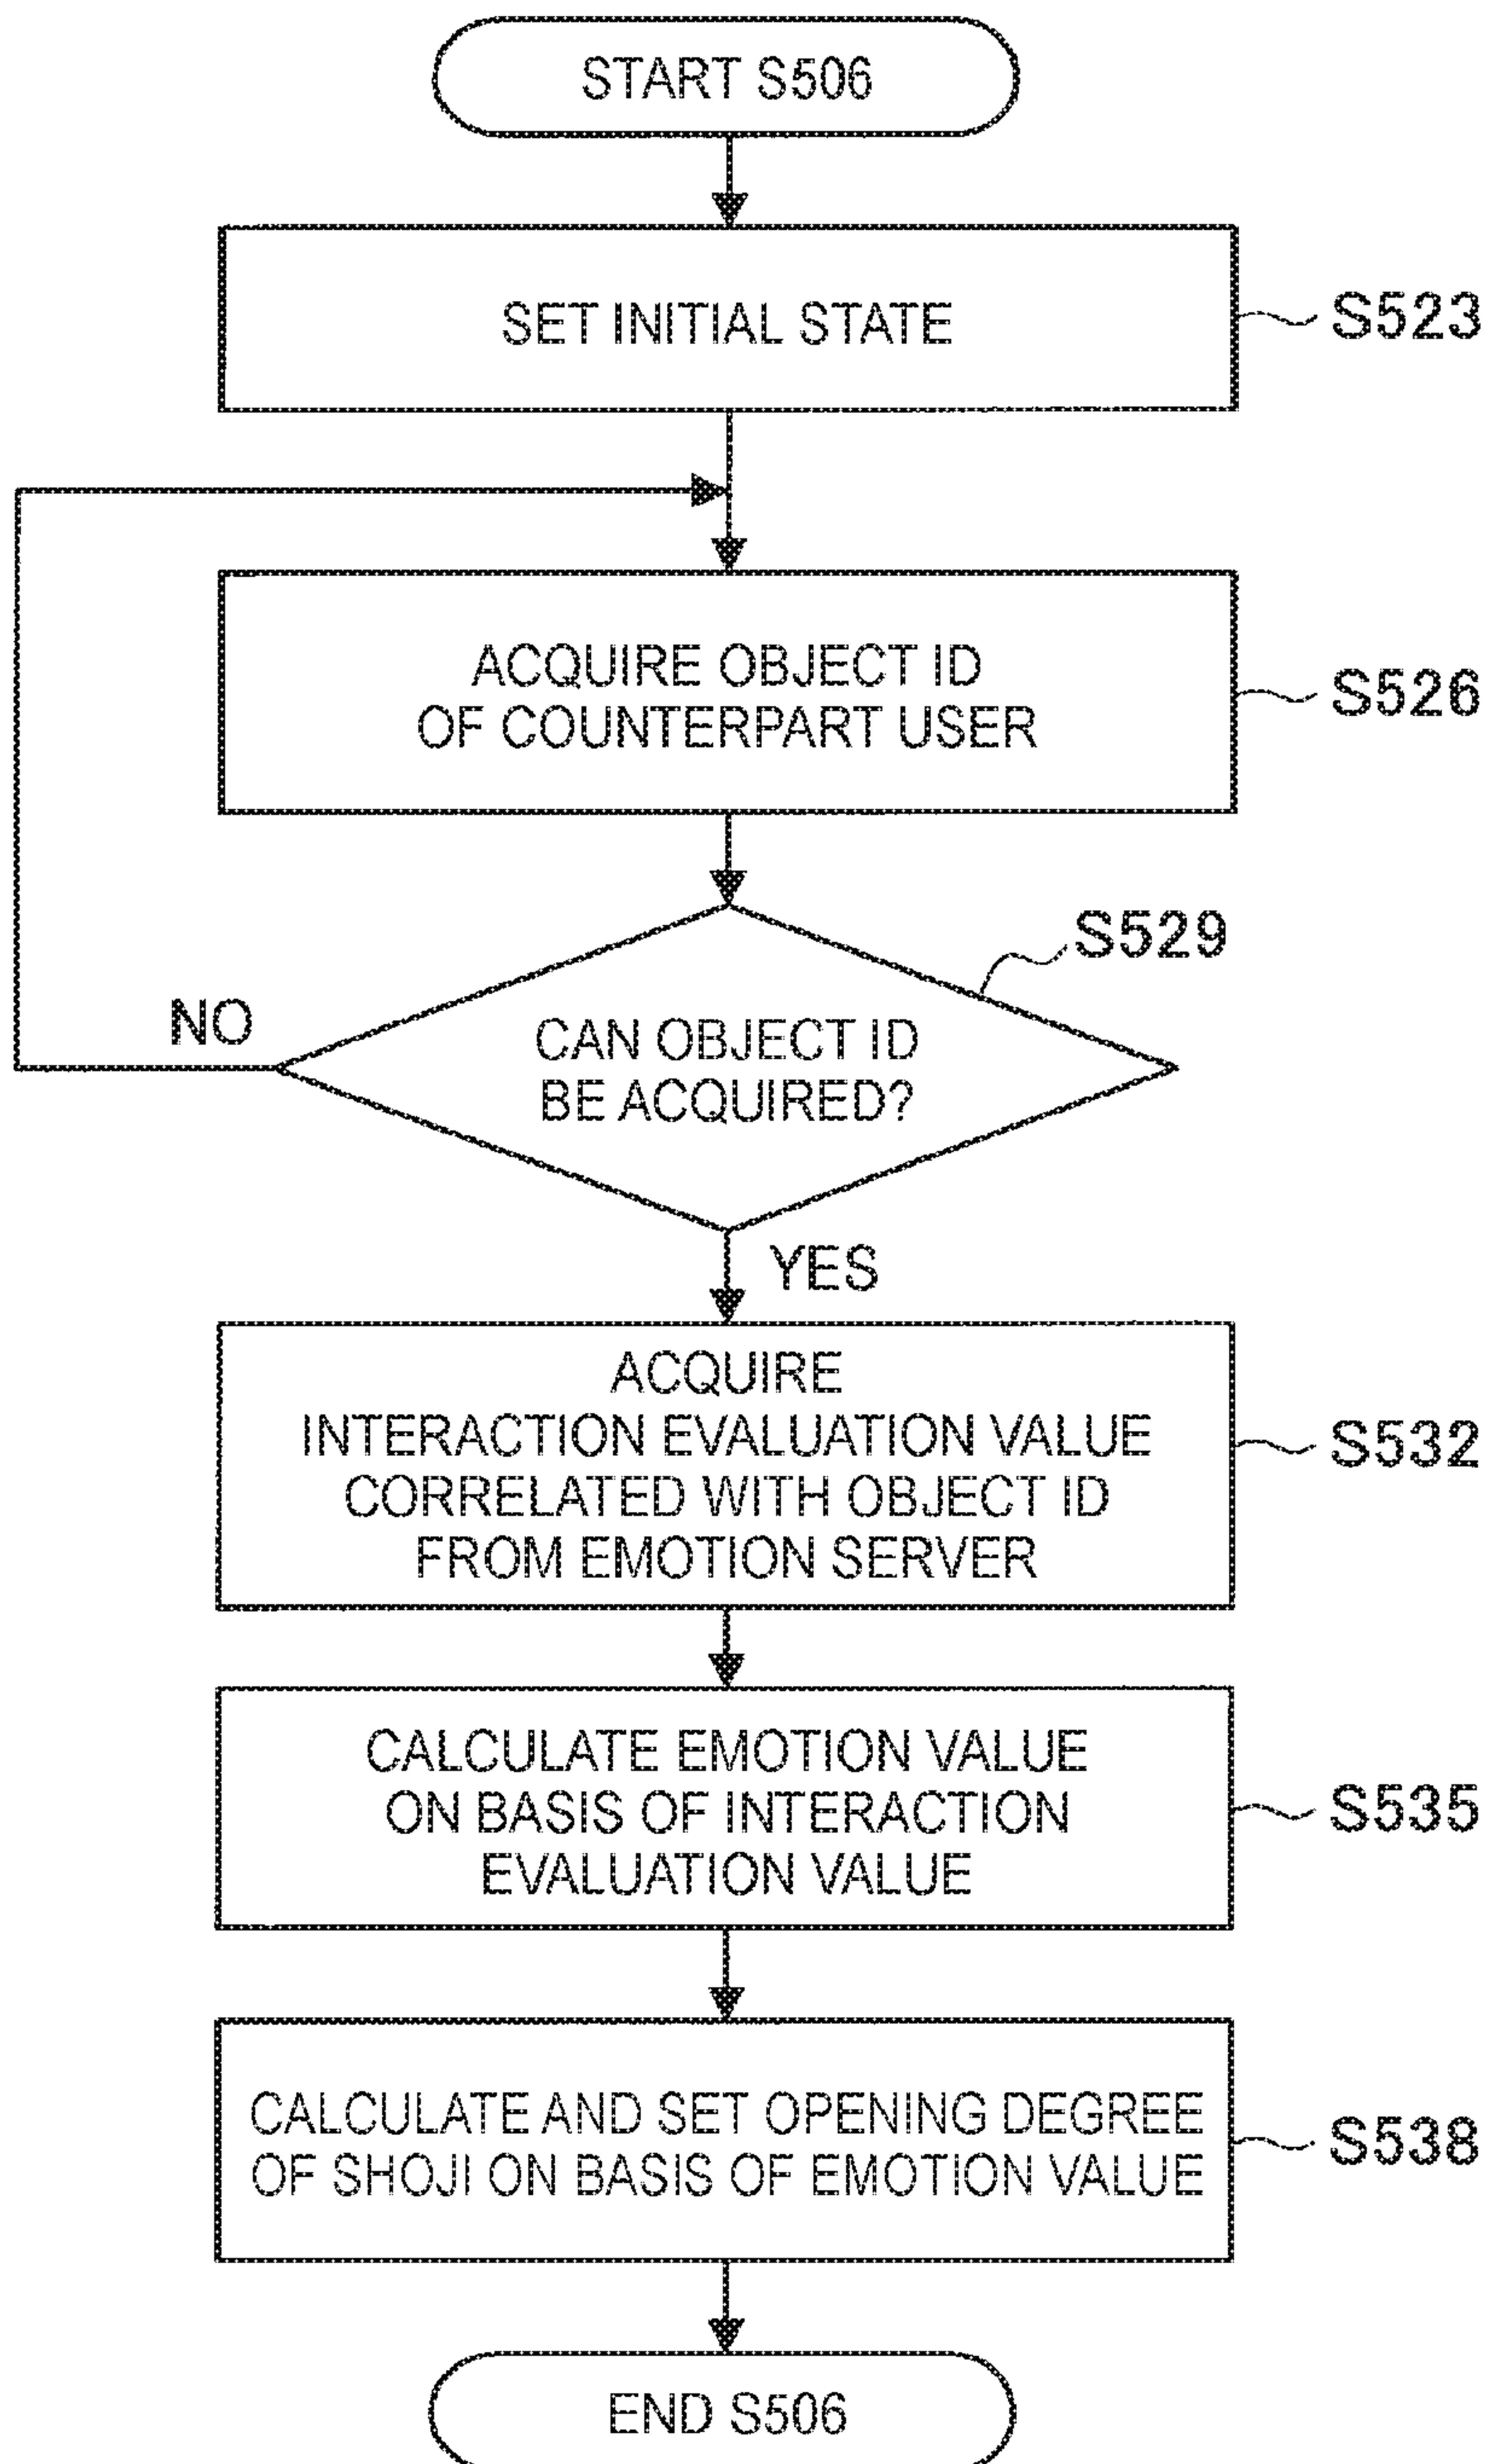 START S506
SET INITIAL STATE
S523
ACQUIRE OBJECT ID
OF COUNTERPART USER
S526
S529
CAN OBJECT ID
BE ACQUIRED?
NO
YES
ACQUIRE
INTERACTION EVALUATION VALUE
CORRELATED WITH OBJECT ID
FROM EMOTION SERVER
S532
CALCULATE EMOTION VALUE
ON BASIS OF INTERACTION
EVALUATION VALUE
S535
CALCULATE AND SET OPENING DEGREE
OF SHOJI ON BASIS OF EMOTION VALUE
S538
END S506